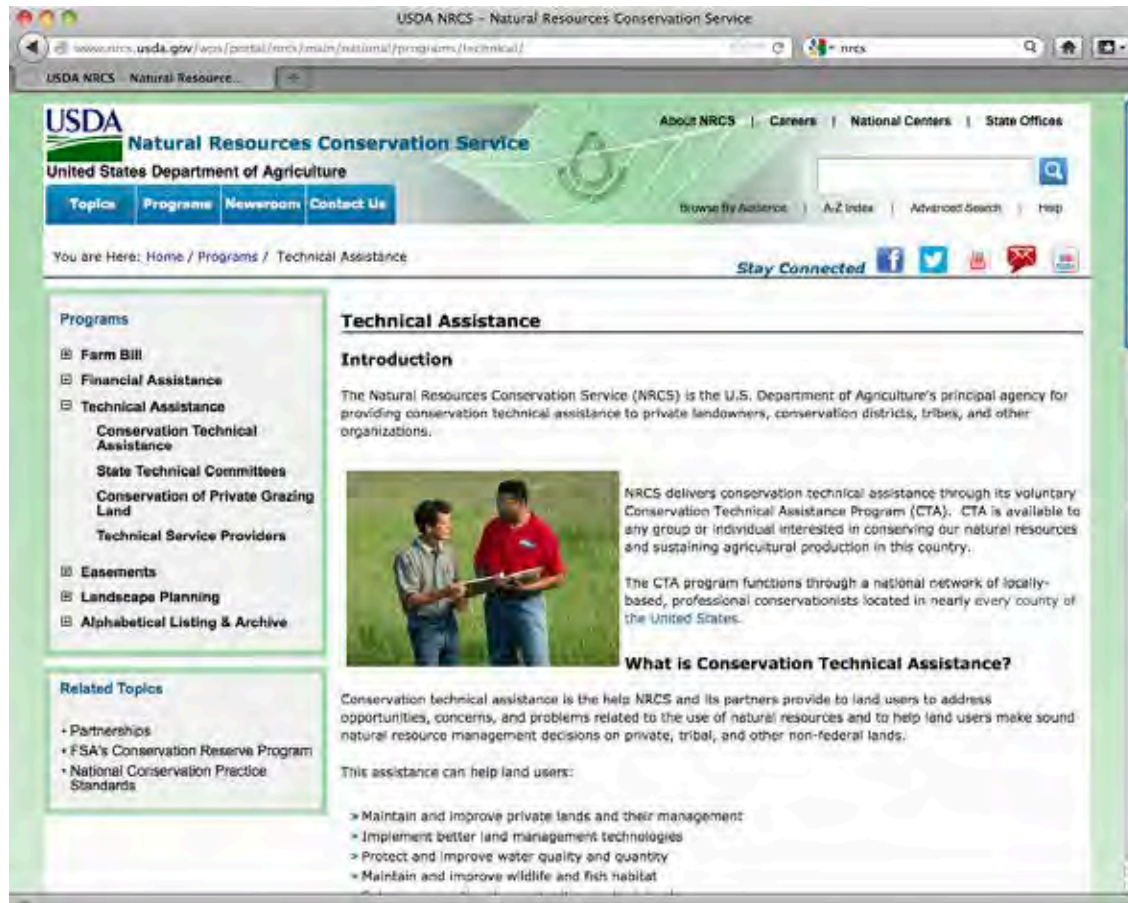 USDA NRCS - Natural Resources Conservation Service
www.nrcs.usda.gov/wps/portal/nrcs/main/national/programs/technical/
nrcs
USDA NRCS - Natural Resource...
USDA
Natural Resources Conservation Service
United States Department of Agriculture
About NRCS | Careers | National Centers | State Offices
Topics Programs Newsroom Contact Us
Browse By Audience | A-Z Index | Advanced Search | Help
You are Here: Home / Programs / Technical Assistance
Stay Connected
Programs
Farm Bill
Financial Assistance
Technical Assistance
Conservation Technical
Assistance
State Technical Committees
Conservation of Private Grazing
Land
Technical Service Providers
Easements
Landscape Planning
Alphabetical Listing & Archive
Related Topics
• Partnerships
• FSA's Conservation Reserve Program
• National Conservation Practice
Standards
Technical Assistance
Introduction
The Natural Resources Conservation Service (NRCS) is the U.S. Department of Agriculture's principal agency for
providing conservation technical assistance to private landowners, conservation districts, tribes, and other
organizations.
NRCS delivers conservation technical assistance through its voluntary
Conservation Technical Assistance Program (CTA). CTA is available to
any group or individual interested in conserving our natural resources
and sustaining agricultural production in this country.
The CTA program functions through a national network of locally-
based, professional conservationists located in nearly every county of
the United States.
What is Conservation Technical Assistance?
Conservation technical assistance is the help NRCS and its partners provide to land users to address
opportunities, concerns, and problems related to the use of natural resources and to help land users make sound
natural resource management decisions on private, tribal, and other non-federal lands.
This assistance can help land users:
» Maintain and improve private lands and their management
» Implement better land management technologies
» Protect and improve water quality and quantity
» Maintain and improve wildlife and fish habitat